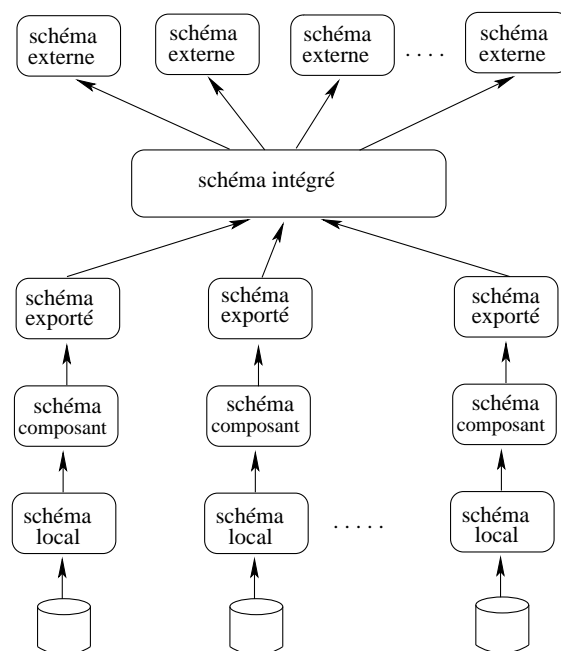 schéma
externe
schéma
externe
schéma
externe
. . . .
schéma
externe
schéma intégré
schéma
exporté
schéma
exporté
schéma
exporté
schéma
composant
schéma
composant
schéma
composant
schéma
local
schéma
local
. . . . .
schéma
local